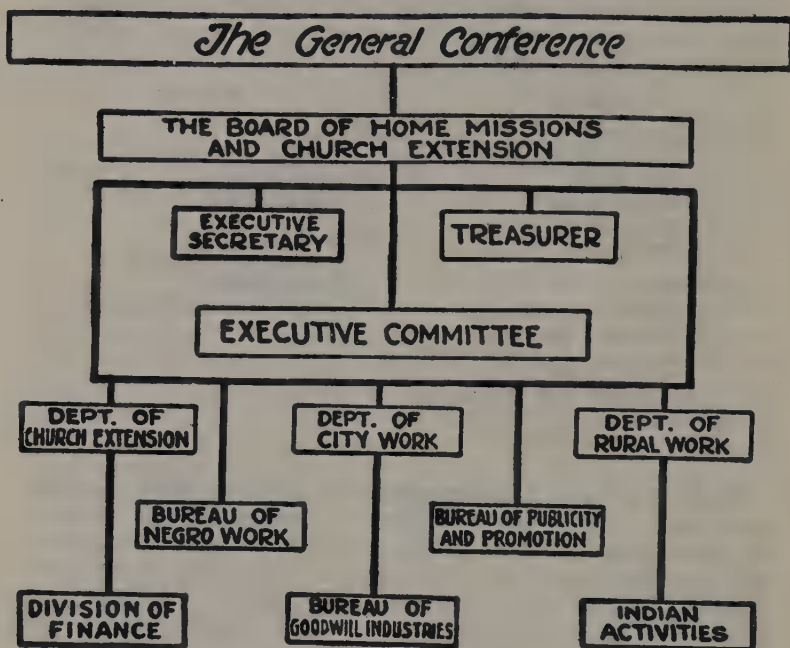 The General Conference
THE BOARD OF HOME MISSIONS
AND CHURCH EXTENSION
EXECUTIVE
SECRETARY
TREASURER
EXECUTIVE COMMITTEE
DEPT. OF
CHURCH EXTENSION
DEPT. OF
CITY WORK
DEPT. OF
RURAL WORK
BUREAU OF
NEGRO WORK
BUREAU OF PUBLICITY
AND PROMOTION
DIVISION OF
FINANCE
BUREAU OF
GOODWILL INDUSTRIES
INDIAN
ACTIVITIES